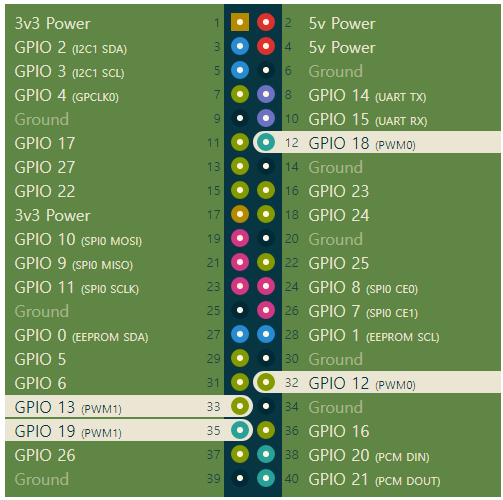 3v3 Power 1 2 5v Power
GPIO 2 (I2C1 SDA) 3 4 5v Power
GPIO 3 (I2C1 SCL) 5 6 Ground
GPIO 4 (GPCLK0) 7 8 GPIO 14 (UART TX)
Ground 9 10 GPIO 15 (UART RX)
GPIO 17 11 12 GPIO 18 (PWM0)
GPIO 27 13 14 Ground
GPIO 22 15 16 GPIO 23
3v3 Power 17 18 GPIO 24
GPIO 10 (SPI0 MOSI) 19 20 Ground
GPIO 9 (SPI0 MISO) 21 22 GPIO 25
GPIO 11 (SPI0 SCLK) 23 24 GPIO 8 (SPI0 CE0)
Ground 25 26 GPIO 7 (SPI0 CE1)
GPIO 0 (EEPROM SDA) 27 28 GPIO 1 (EEPROM SCL)
GPIO 5 29 30 Ground
GPIO 6 31 32 GPIO 12 (PWM0)
GPIO 13 (PWM1) 33 34 Ground
GPIO 19 (PWM1) 35 36 GPIO 16
GPIO 26 37 38 GPIO 20 (PCM DIN)
Ground 39 40 GPIO 21 (PCM DOUT)